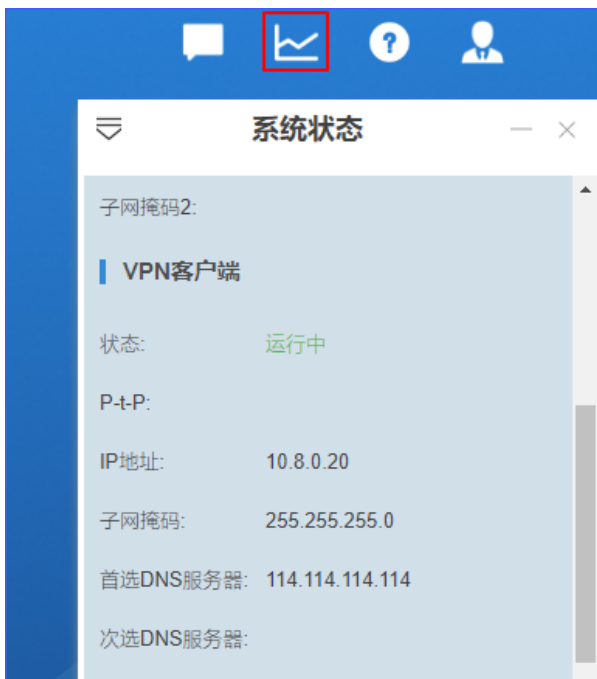 ?
系统状态
子网掩码2:
VPN客户端
状态: 运行中
P-t-P:
IP地址: 10.8.0.20
子网掩码: 255.255.255.0
首选DNS服务器: 114.114.114.114
次选DNS服务器: